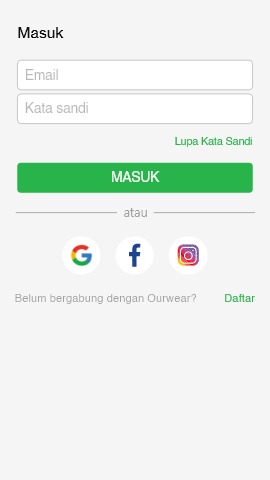 Masuk
Email
Kata sandi
Lupa Kata Sandi
MASUK
atau
Belum bergabung dengan Ourwear? Daftar